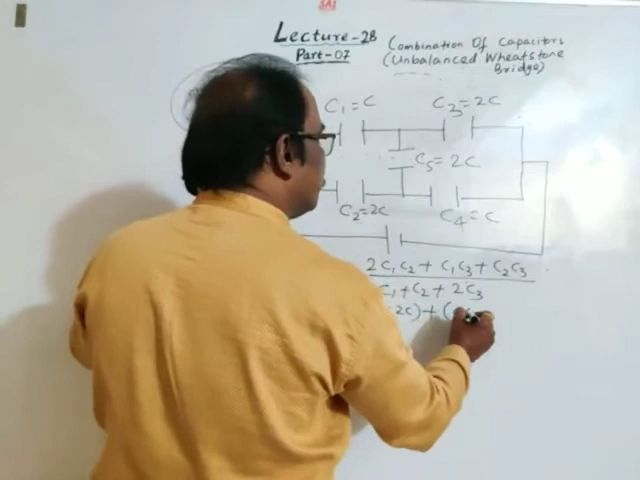 Lecture-28
Part-07
Combination Of Capacitors
(Unbalanced Wheatstone
Bridge)
C₁=C
C₃=2C
C₅=2C
C₂=2C
C₄=C
2C₁C₂ + C₁C₃ + C₂C₃
C₁+C₂ + 2C₃
2C)+(